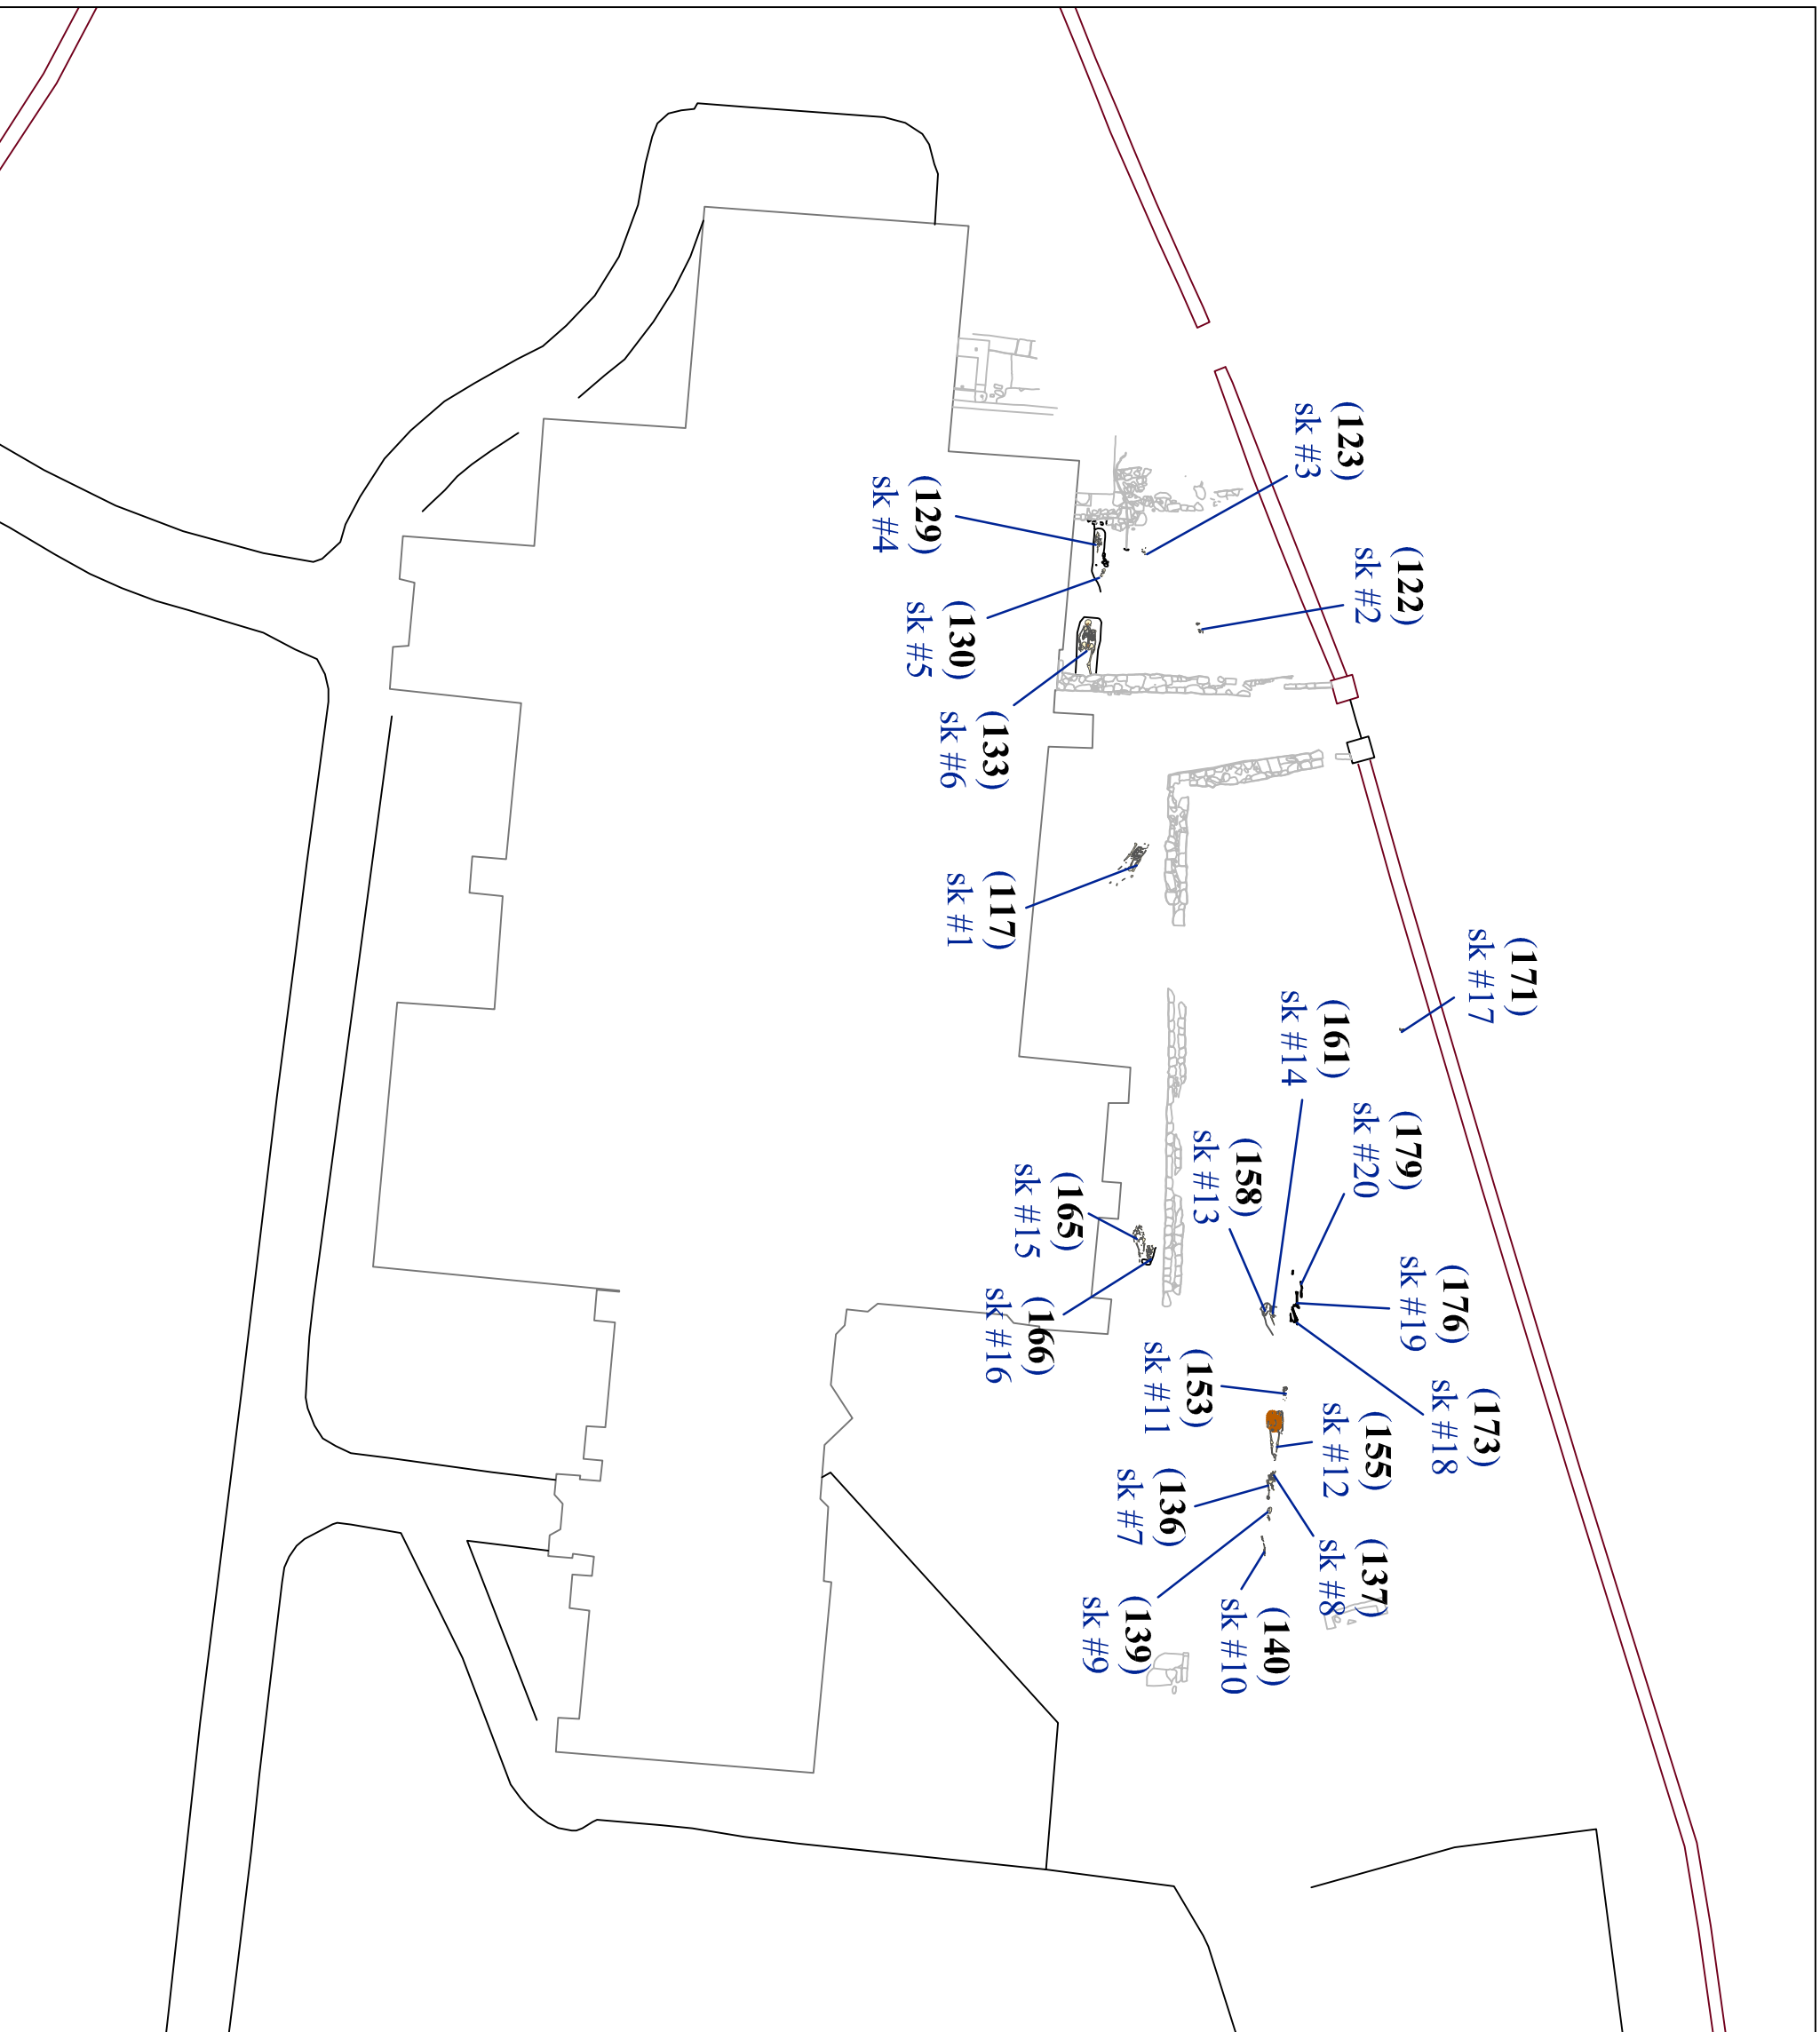 (123)
sk #3
(122)
sk #2
(129)
sk #4
(130)
sk #5
(133)
sk #6
(117)
sk #1
(171)
sk #17
(161)
sk #14
(179)
sk #20
(158)
sk #13
(165)
sk #15
(176)
sk #19
(166)
sk #16
(153)
sk #11
(173)
sk #18
(155)
sk #12
(136)
sk #7
(137)
sk #8
(139)
sk #9
(140)
sk #10